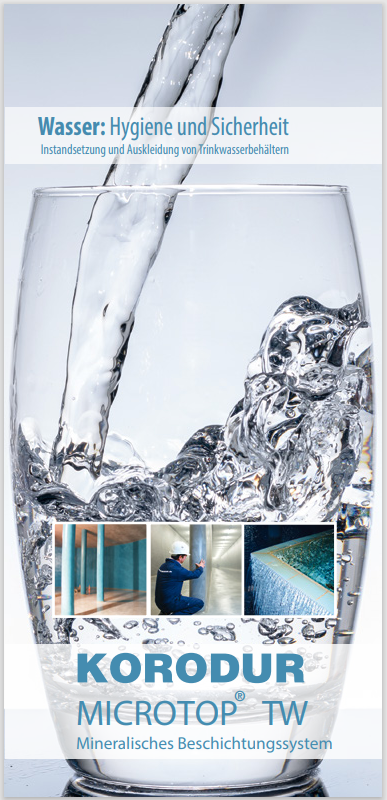 Wasser: Hygiene und Sicherheit
Instandsetzung und Auskleidung von Trinkwasserbehältern
KORODUR
MICROTOP® TW
Mineralisches Beschichtungssystem